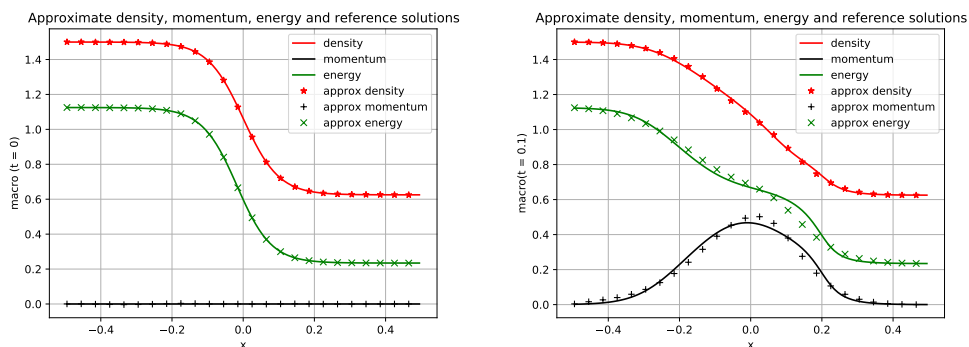 Approximate density, momentum, energy and reference solutions
macro (t = 0)
1.4
1.2
1.0
0.8
0.6
0.4
0.2
0.0
−0.4
−0.2
0.0
0.2
0.4
x
density
momentum
energy
approx density
approx momentum
approx energy
Approximate density, momentum, energy and reference solutions
macro(t = 0.1)
1.4
1.2
1.0
0.8
0.6
0.4
0.2
0.0
−0.4
−0.2
0.0
0.2
0.4
x
density
momentum
energy
approx density
approx momentum
approx energy